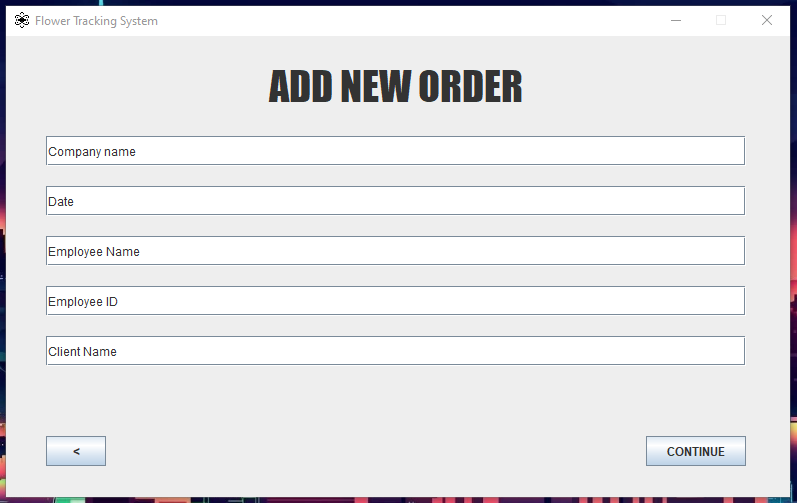 Flower Tracking System
ADD NEW ORDER
Company name
Date
Employee Name
Employee ID
Client Name
< CONTINUE